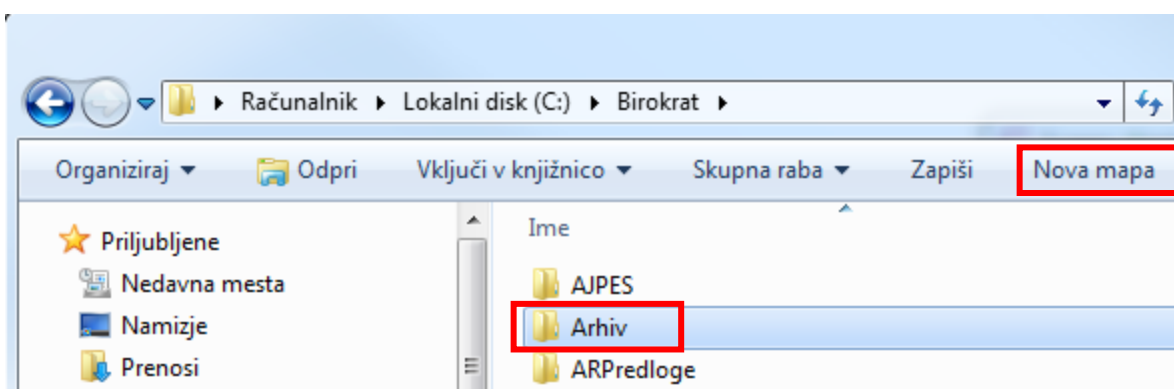 Računalnik Lokalni disk (C:) Birokrat
Organiziraj Odpri Vključi v knjižnico Skupna raba Zapiši Nova mapa
Priljubljene
Nedavna mesta
Namizje
Prenosi
Ime
AJPES
Arhiv
ARPredloge